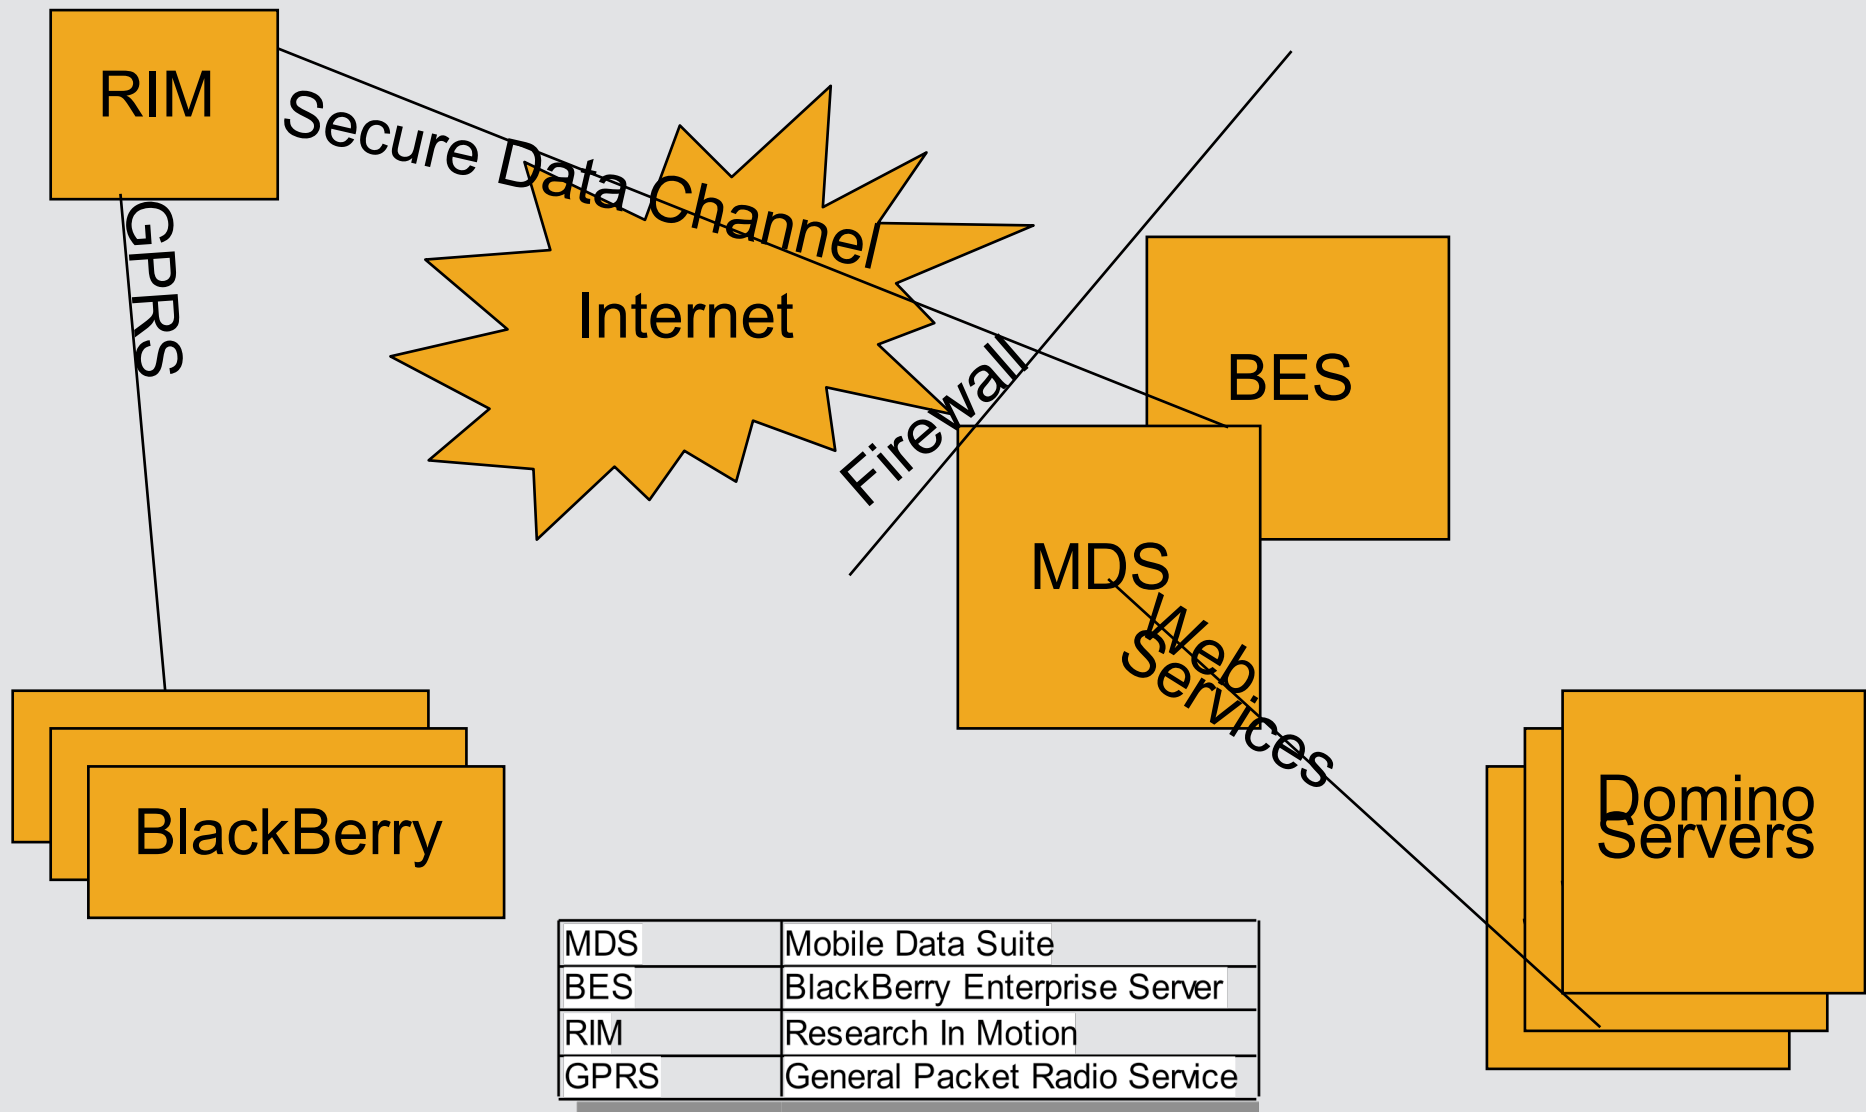 RIM
Secure Data Channel
GPRS
Internet
Firewall
BES
MDS
Web
Services
BlackBerry
Domino
Servers
MDS Mobile Data Suite
BES BlackBerry Enterprise Server
RIM Research In Motion
GPRS General Packet Radio Service